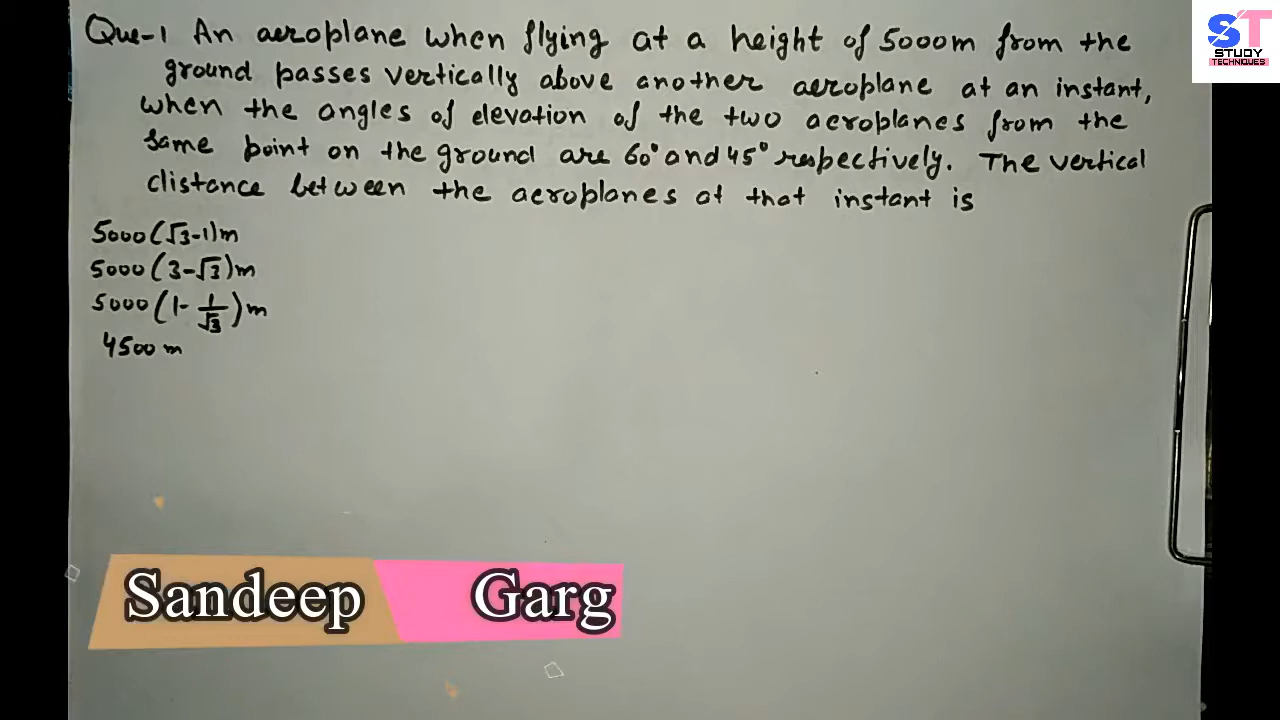 Que-1 An aeroplane when flying at a height of 5000m from the
ground passes vertically above another aeroplane at an instant,
when the angles of elevation of the two aeroplanes from the
same point on the ground are 60° and 45° respectively. The vertical
distance between the aeroplanes at that instant is
5000(√3-1)m
5000(3-√3)m
5000(1-1/√3)m
4500m
ST
STUDY
TECHNIQUES
Sandeep Garg